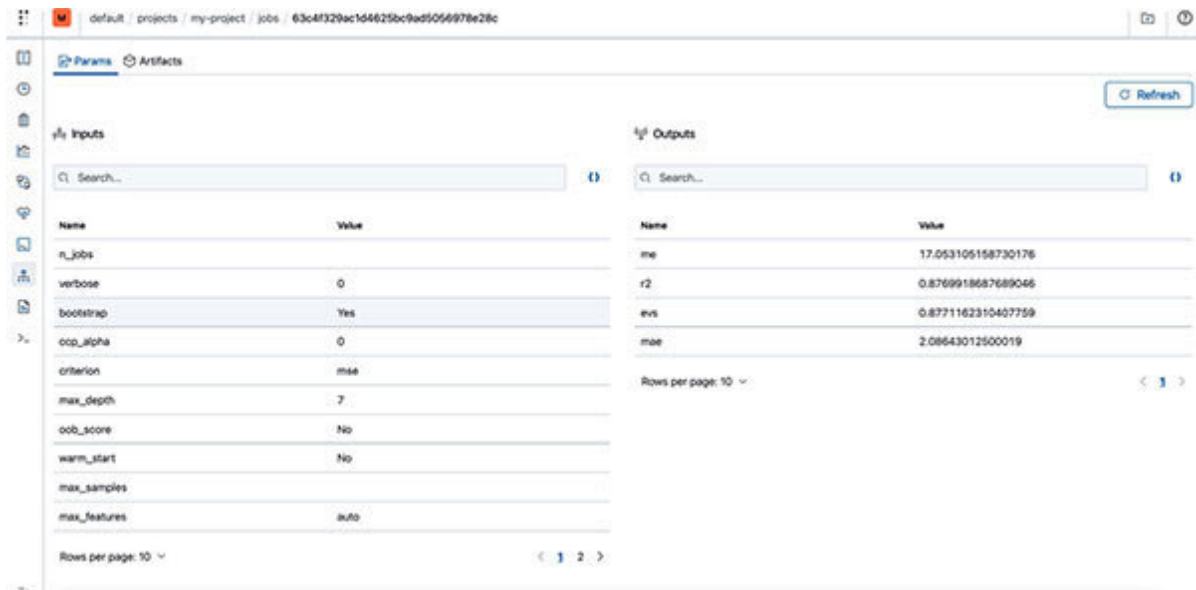 M default / projects / my-project / jobs / 63c4f329ac1d4625bc9ad5056978e28c
Params Artifacts
Refresh
Inputs
Search...
Name Value
n_jobs
verbose 0
bootstrap Yes
ccp_alpha 0
criterion mse
max_depth 7
oob_score No
warm_start No
max_samples
max_features auto
Rows per page: 10
< 1 2 >
Outputs
Search...
Name Value
me 17.053105158730176
r2 0.8769918687689046
evs 0.8771162310407759
mae 2.08643012500019
Rows per page: 10
< 1 >